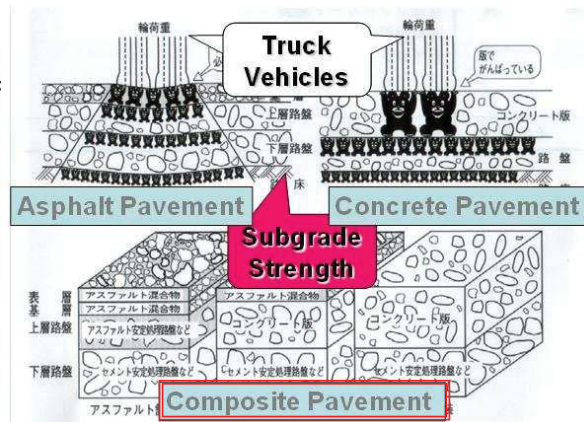 輪荷重
輪荷重
Truck
Vehicles
版で
がんばっている
上層路盤
下層路盤
コンクリート版
路盤
床
Asphalt Pavement
Concrete Pavement
Subgrade
Strength
表層
基層
上層路盤
下層路盤
アスファルト混合物
アスファルト混合物
アスファルト安定処理路盤など
セメント安定処理路盤など
アスファルト混合物
コンクリート版
セメント安定処理路盤など
コンクリート版
セメント安定処理路盤など
アスファルト
Composite Pavement